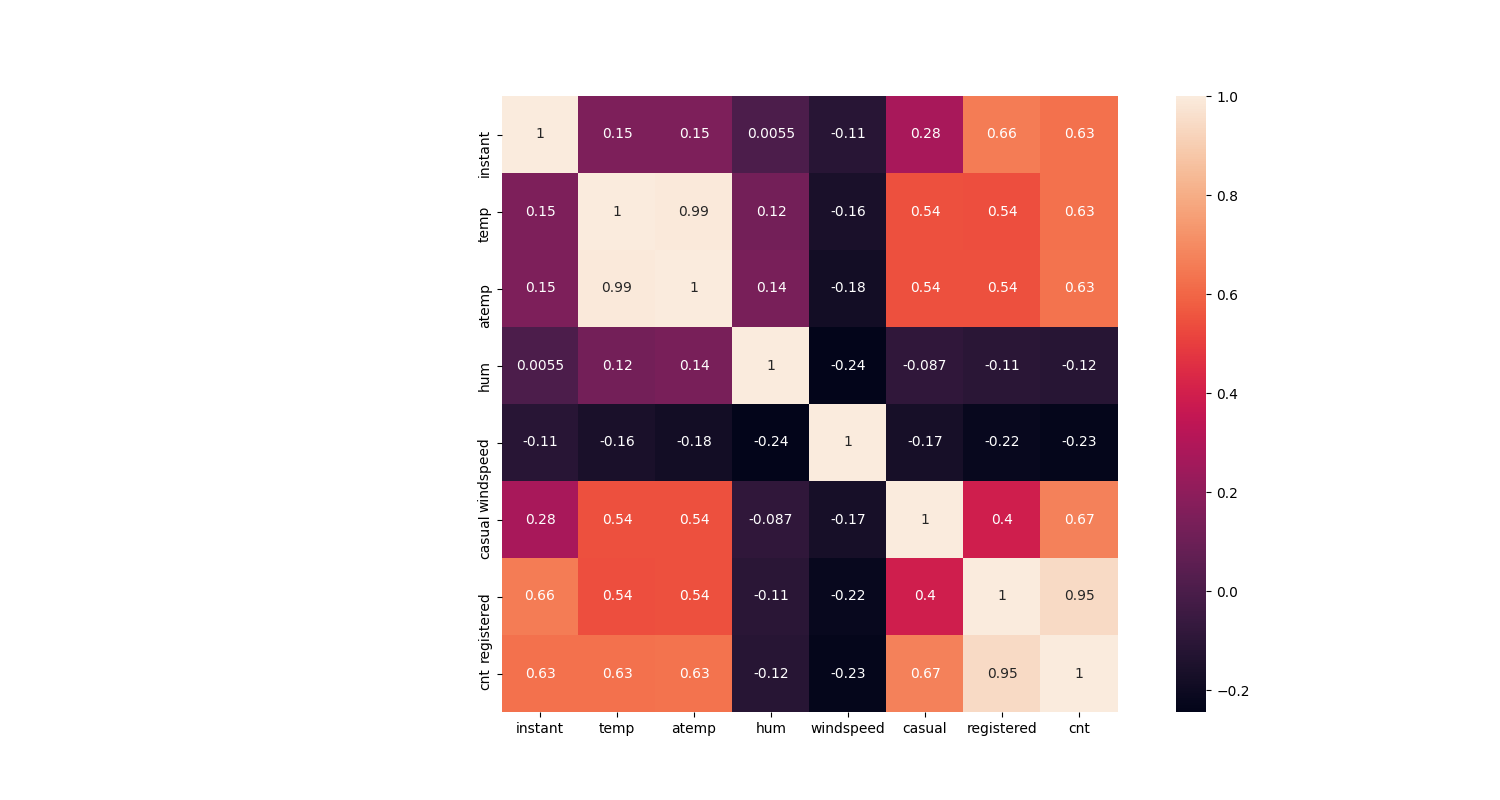 instant 1 0.15 0.15 0.0055 -0.11 0.28 0.66 0.63
temp 0.15 1 0.99 0.12 -0.16 0.54 0.54 0.63
atemp 0.15 0.99 1 0.14 -0.18 0.54 0.54 0.63
hum 0.0055 0.12 0.14 1 -0.24 -0.087 -0.11 -0.12
windspeed -0.11 -0.16 -0.18 -0.24 1 -0.17 -0.22 -0.23
casual 0.28 0.54 0.54 -0.087 -0.17 1 0.4 0.67
registered 0.66 0.54 0.54 -0.11 -0.22 0.4 1 0.95
cnt 0.63 0.63 0.63 -0.12 -0.23 0.67 0.95 1
instant temp atemp hum windspeed casual registered cnt
1.0
0.8
0.6
0.4
0.2
0.0
−0.2